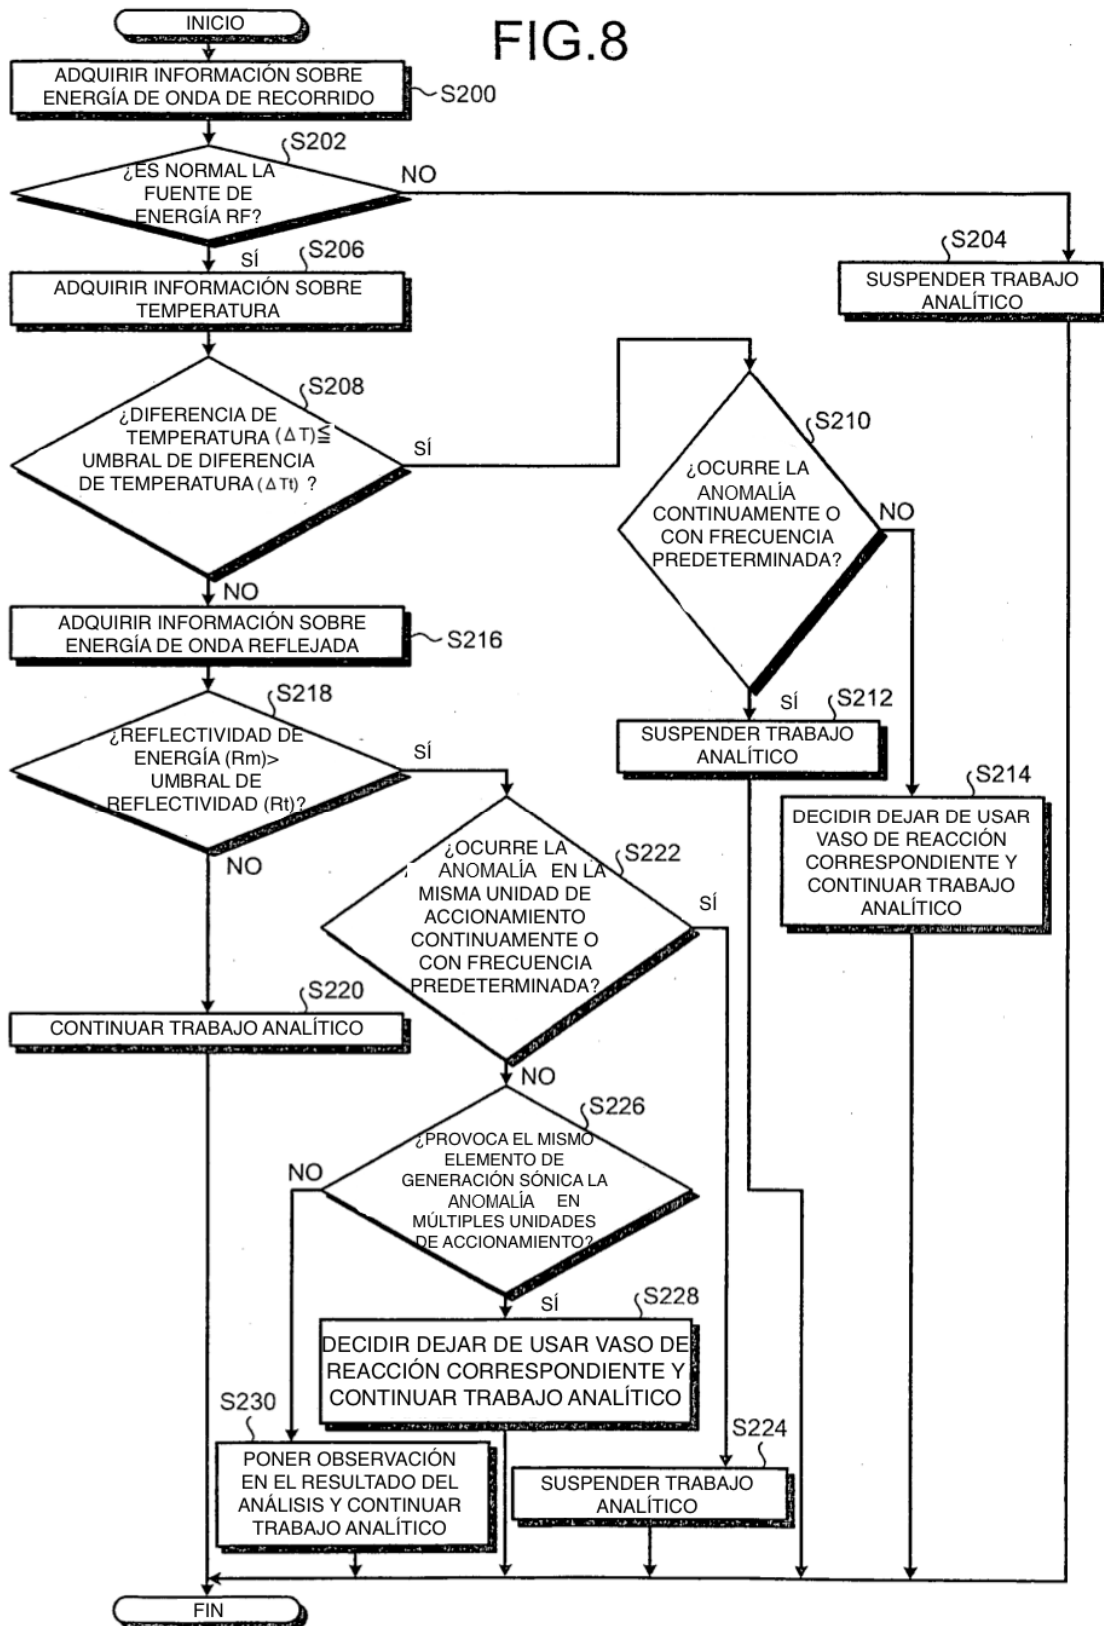 FIG.8
INICIO
ADQUIRIR INFORMACIÓN SOBRE
ENERGÍA DE ONDA DE RECORRIDO
S200
S202
¿ES NORMAL LA
FUENTE DE
ENERGÍA RF?
NO
SÍ
S204
SUSPENDER TRABAJO
ANALÍTICO
S206
ADQUIRIR INFORMACIÓN SOBRE
TEMPERATURA
S208
¿DIFERENCIA DE
TEMPERATURA (ΔT)≦
UMBRAL DE DIFERENCIA
DE TEMPERATURA (ΔTt) ?
SÍ
NO
S210
¿OCURRE LA
ANOMALÍA
CONTINUAMENTE O
CON FRECUENCIA
PREDETERMINADA?
NO
SÍ
S212
SUSPENDER TRABAJO
ANALÍTICO
S214
DECIDIR DEJAR DE USAR
VASO DE REACCIÓN
CORRESPONDIENTE Y
CONTINUAR TRABAJO
ANALÍTICO
ADQUIRIR INFORMACIÓN SOBRE
ENERGÍA DE ONDA REFLEJADA
S216
S218
¿REFLECTIVIDAD DE
ENERGÍA (Rm)>
UMBRAL DE
REFLECTIVIDAD (Rt)?
SÍ
NO
S220
CONTINUAR TRABAJO ANALÍTICO
S222
¿OCURRE LA
ANOMALÍA EN LA
MISMA UNIDAD DE
ACCIONAMIENTO
CONTINUAMENTE O
CON FRECUENCIA
PREDETERMINADA?
SÍ
NO
S226
¿PROVOCA EL MISMO
ELEMENTO DE
GENERACIÓN SÓNICA LA
ANOMALÍA EN
MÚLTIPLES UNIDADES
DE ACCIONAMIENTO?
NO
SÍ
S228
DECIDIR DEJAR DE USAR VASO DE
REACCIÓN CORRESPONDIENTE Y
CONTINUAR TRABAJO ANALÍTICO
S230
PONER OBSERVACIÓN
EN EL RESULTADO DEL
ANÁLISIS Y CONTINUAR
TRABAJO ANALÍTICO
S224
SUSPENDER TRABAJO
ANALÍTICO
FIN